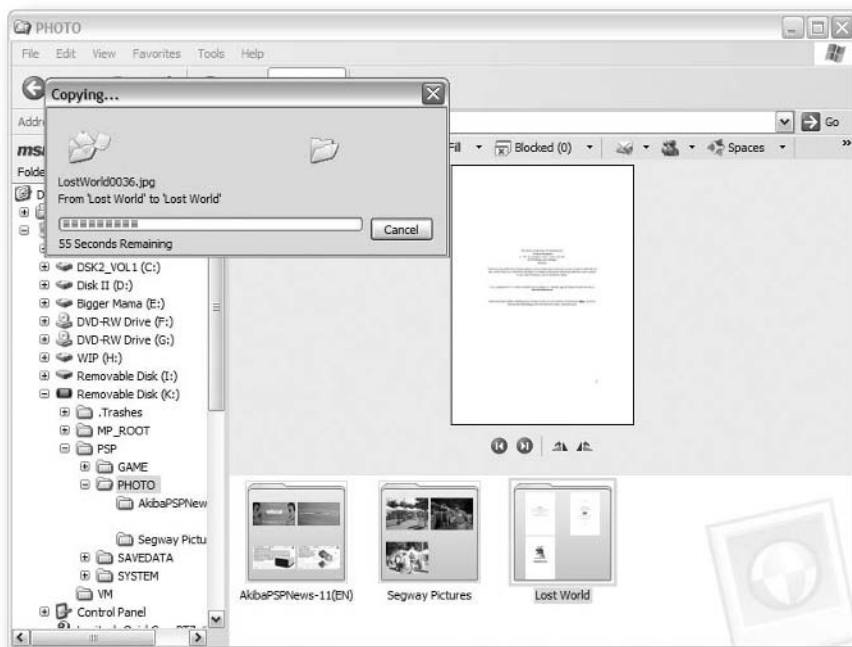 PHOTO
File Edit View Favorites Tools Help
Copying...
Addr
Go
msn
Fill
Blocked (0)
Spaces
Folde
LostWorld0036.jpg
From 'Lost World' to 'Lost World'
Cancel
55 Seconds Remaining
DSK2_VOL1 (C:)
Disk II (D:)
Bigger Mama (E:)
DVD-RW Drive (F:)
DVD-RW Drive (G:)
WIP (H:)
Removable Disk (I:)
Removable Disk (K:)
.Trashes
MP_ROOT
PSP
GAME
PHOTO
AkibaPSPNew
Segway Pictu
SAVEDATA
SYSTEM
VM
Control Panel
AkibaPSPNews-11(EN)
Segway Pictures
Lost World